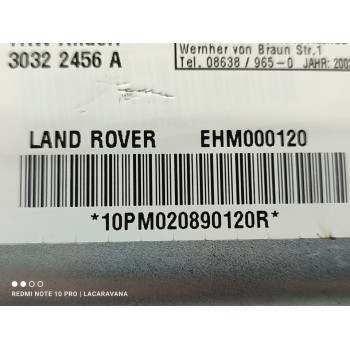 Wernher von Braun Str.1
3032 2456 A
Tel. 08638 / 965-0 JAHR: 2002
LAND ROVER EHM000120
*10PM020890120R*
REDMI NOTE 10 PRO | LACARAVANA